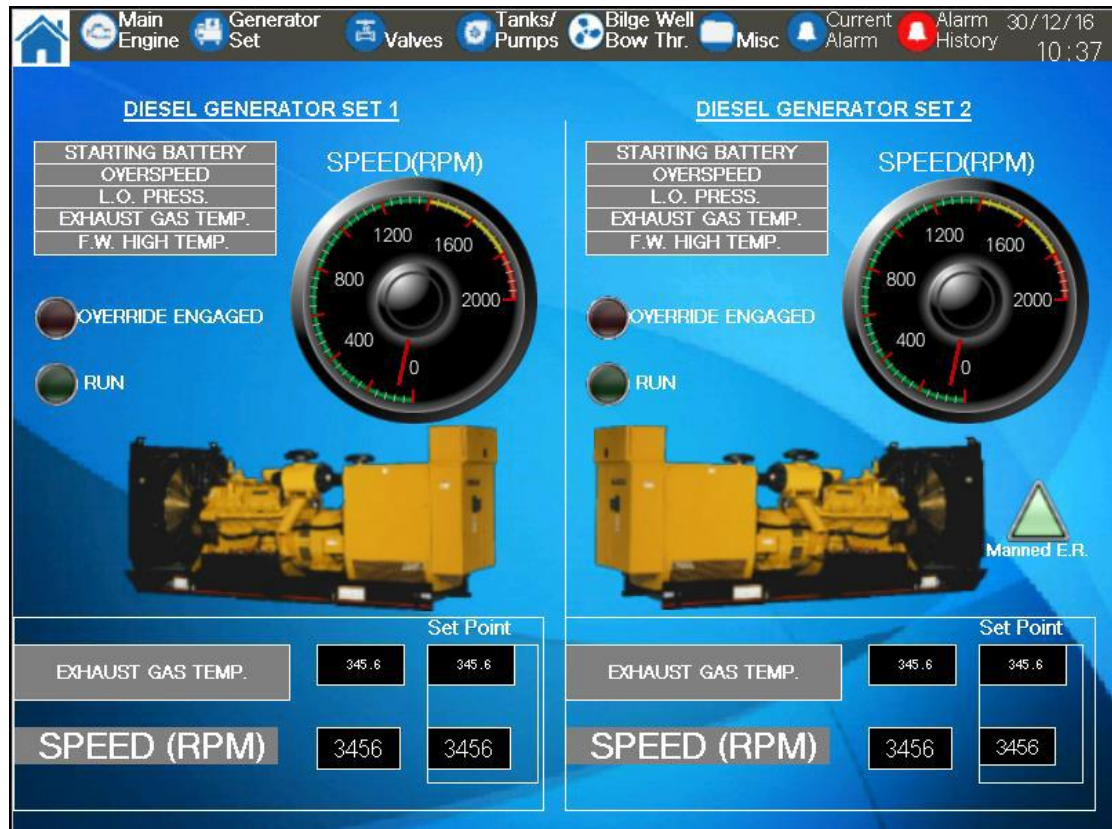 Main Engine
Generator Set
Valves
Tanks/ Pumps
Bilge Well Bow Thr.
Misc
Current Alarm
Alarm History
30/12/16
10:37
DIESEL GENERATOR SET 1
STARTING BATTERY
OVERSPEED
L.O. PRESS.
EXHAUST GAS TEMP.
F.W. HIGH TEMP.
SPEED(RPM)
1200
1600
800
2000
400
0
OVERRIDE ENGAGED
RUN
Set Point
EXHAUST GAS TEMP.
345.6
345.6
SPEED (RPM)
3456
3456
DIESEL GENERATOR SET 2
STARTING BATTERY
OVERSPEED
L.O. PRESS.
EXHAUST GAS TEMP.
F.W. HIGH TEMP.
SPEED(RPM)
1200
1600
800
2000
400
0
OVERRIDE ENGAGED
RUN
Manned E.R.
Set Point
EXHAUST GAS TEMP.
345.6
345.6
SPEED (RPM)
3456
3456